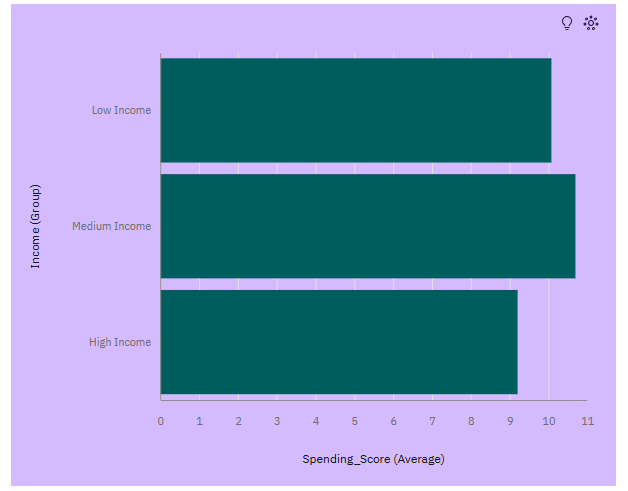 Low Income
Medium Income
High Income
Income (Group)
0 1 2 3 4 5 6 7 8 9 10 11
Spending_Score (Average)